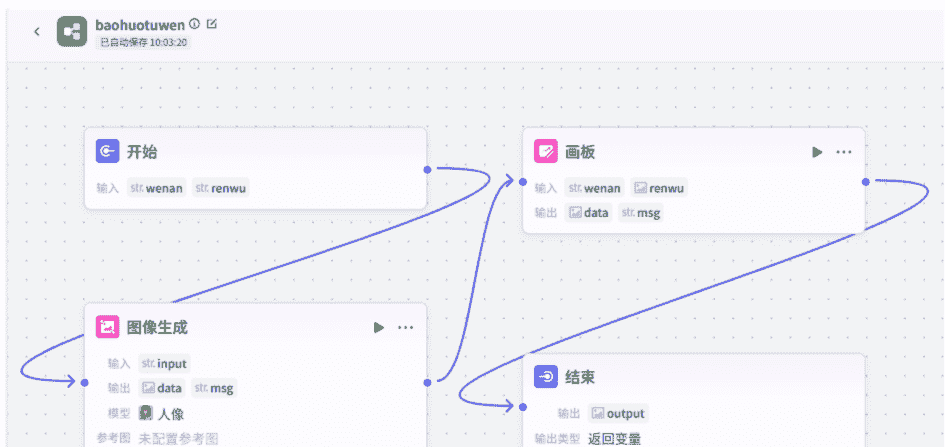 baohuotuwen
已自动保存 10:03:20
开始
输入 str. wenan str. renwu
画板
输入 str. wenan renwu
输出 data str. msg
图像生成
输入 str. input
输出 data str. msg
模型 人像
参考图 未配置参考图
结束
输出 output
输出类型 返回变量